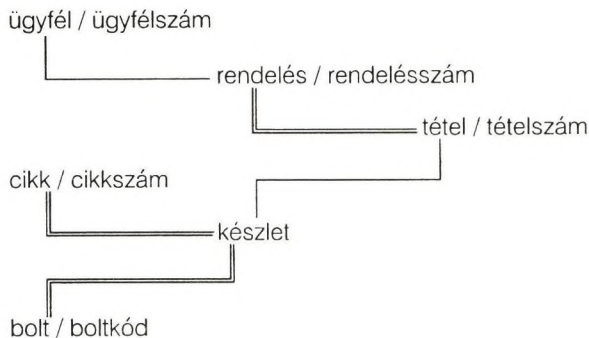 ügyfél / ügyfélszám
rendelés / rendelésszám
tétel / tételszám
cikk / cikkszám
készlet
bolt / boltkód